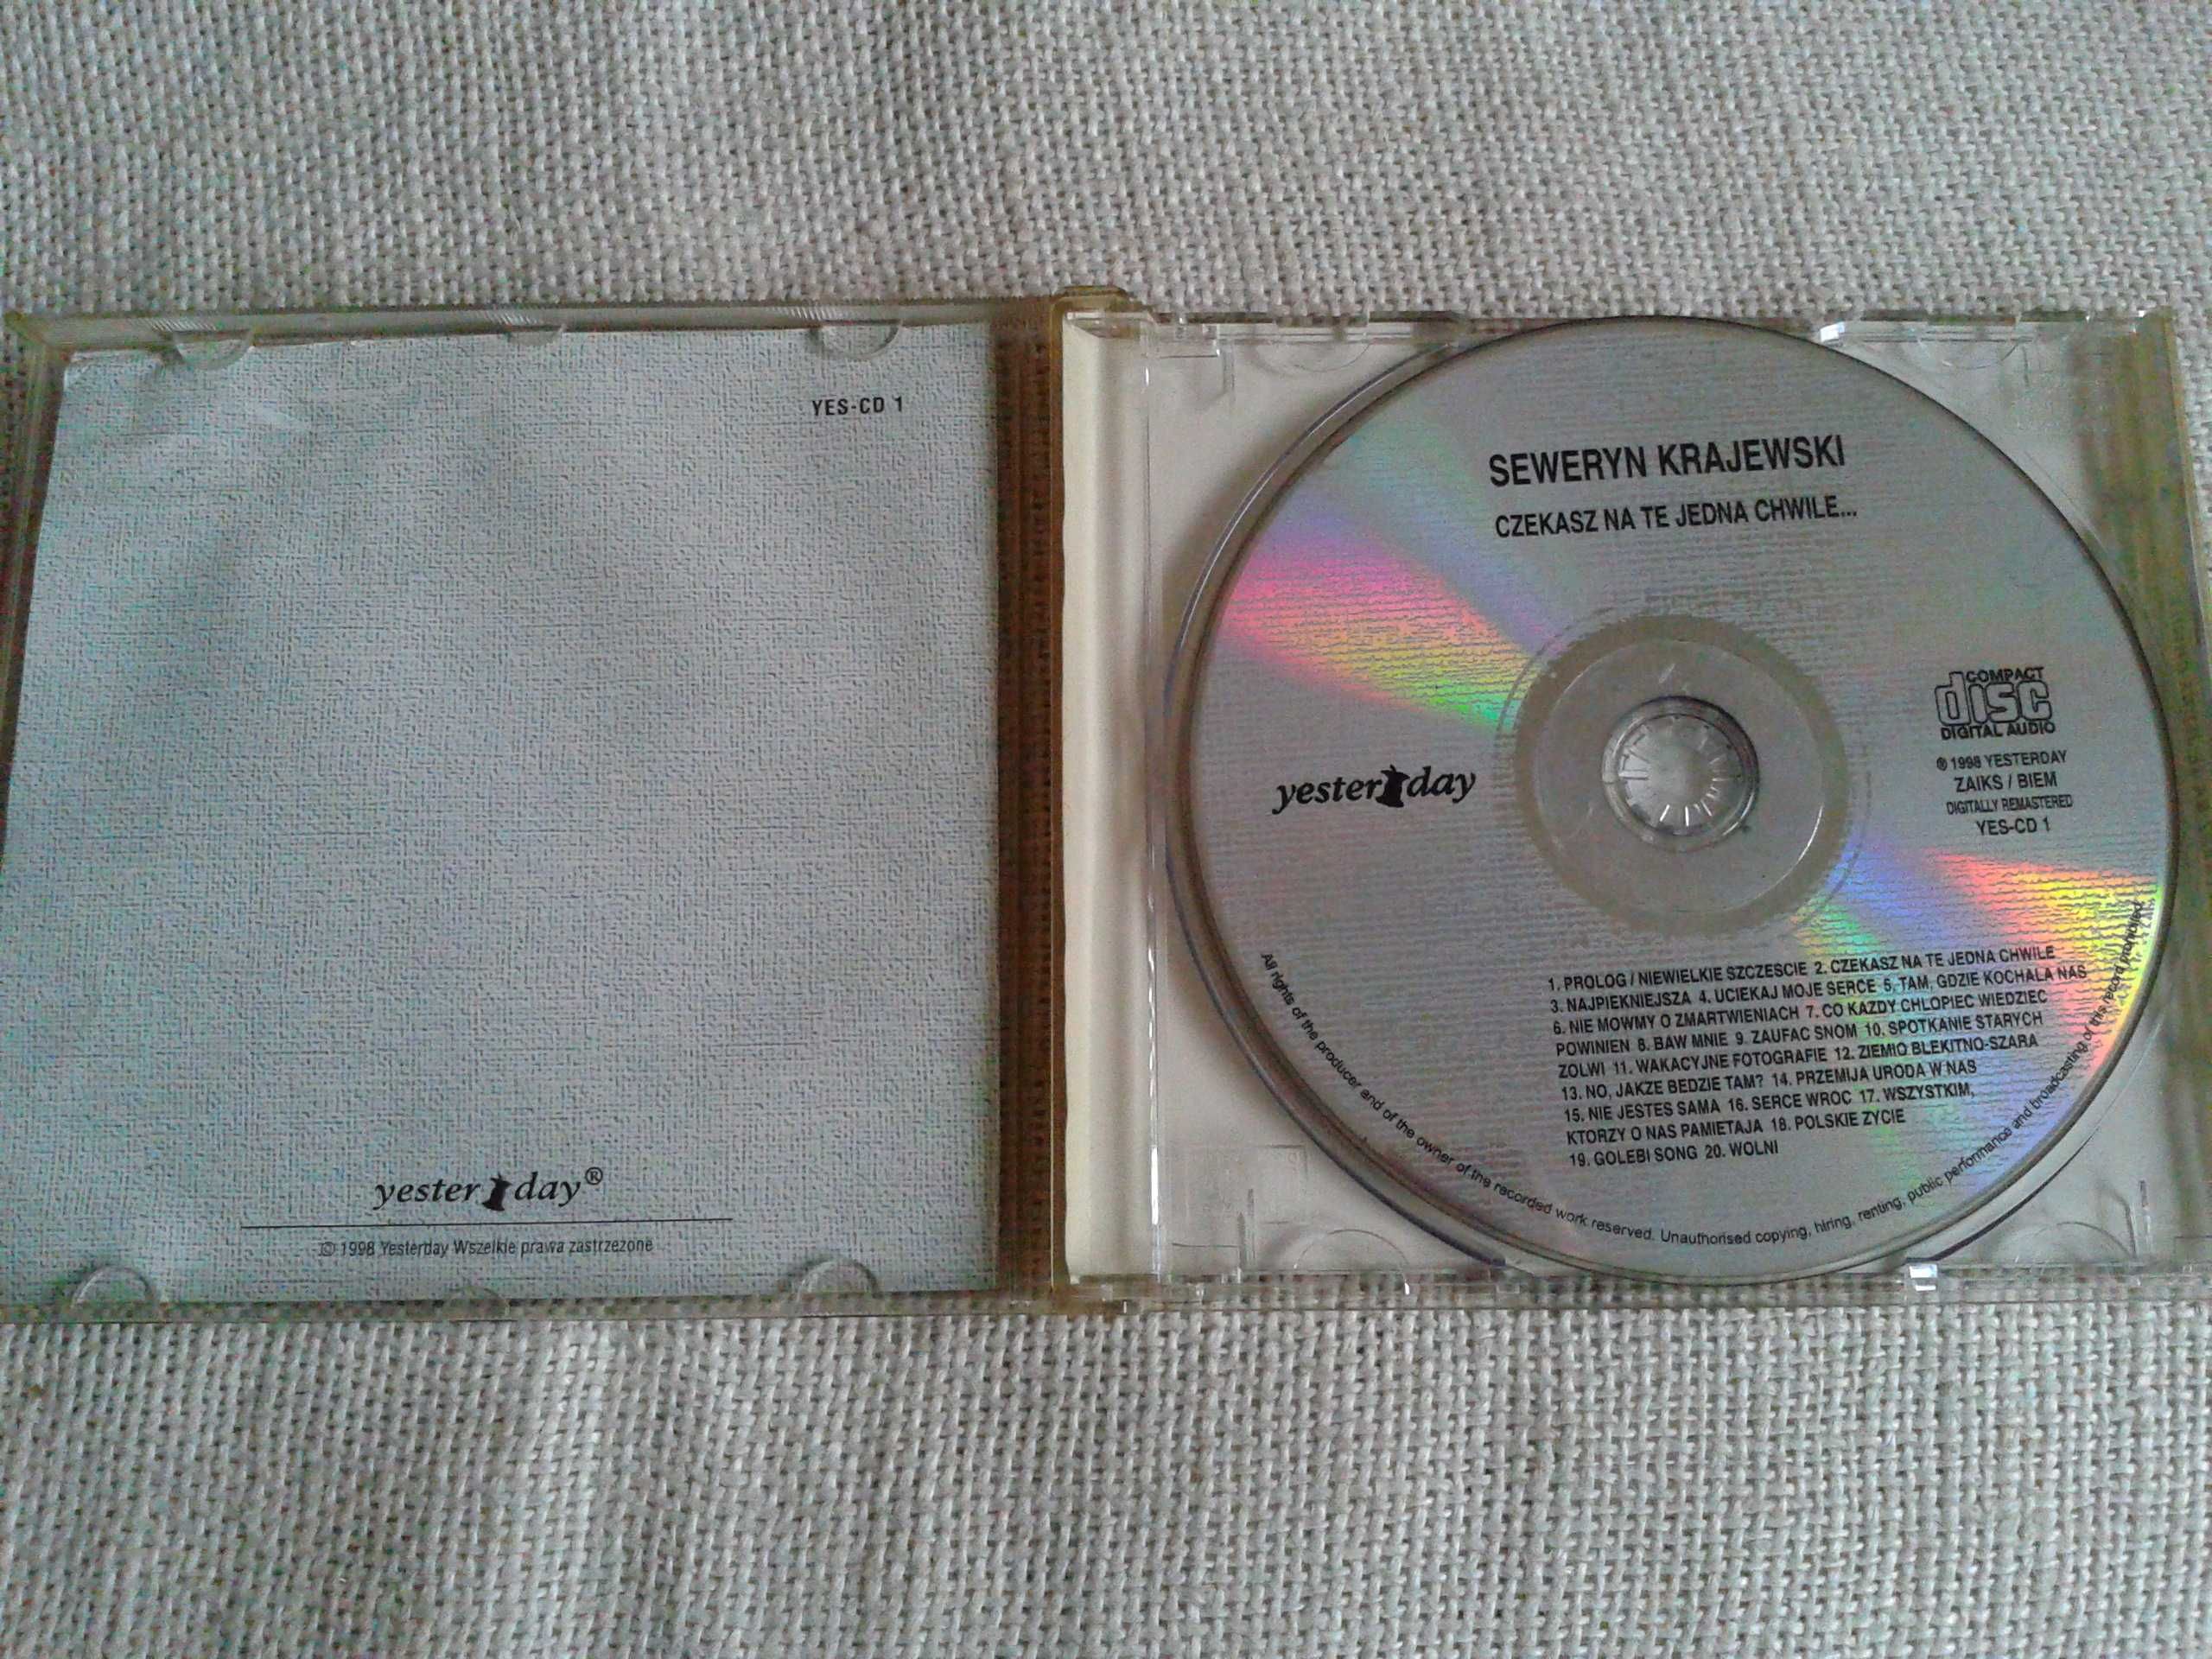 YES-CD 1
yesterday®
© 1998 Yesterday Wszelkie prawa zastrzeżone
SEWERYN KRAJEWSKI
CZEKASZ NA TE JEDNA CHWILE...
yesterday
COMPACT
disc
DIGITAL AUDIO
℗ 1998 YESTERDAY
ZAIKS / BIEM
DIGITALLY REMASTERED
YES-CD 1
1. PROLOG / NIEWIELKIE SZCZESCIE 2. CZEKASZ NA TE JEDNA CHWILE
3. NAJPIEKNIEJSZA 4. UCIEKAJ MOJE SERCE 5. TAM, GDZIE KOCHALA NAS
6. NIE MOWMY O ZMARTWIENIACH 7. CO KAZDY CHLOPIEC WIEDZIEC
POWINIEN 8. BAW MNIE 9. ZAUFAC SNOM 10. SPOTKANIE STARYCH
ZOLWI 11. WAKACYJNE FOTOGRAFIE 12. ZIEMIO BLEKITNO-SZARA
13. NO, JAKZE BEDZIE TAM? 14. PRZEMIJA URODA W NAS
15. NIE JESTES SAMA 16. SERCE WROC 17. WSZYSTKIM,
KTORZY O NAS PAMIETAJA 18. POLSKIE ZYCIE
19. GOLEBI SONG 20. WOLNI
All rights of the producer and of the owner of the recorded work reserved. Unauthorised copying, hiring, renting, public performance and broadcasting of this record prohibited.